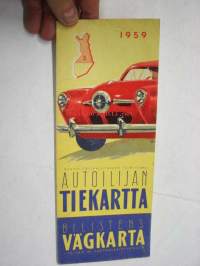 1959
AUTOILIJAN
TIEKARTTA
BILISTENS
VÄGKARTA